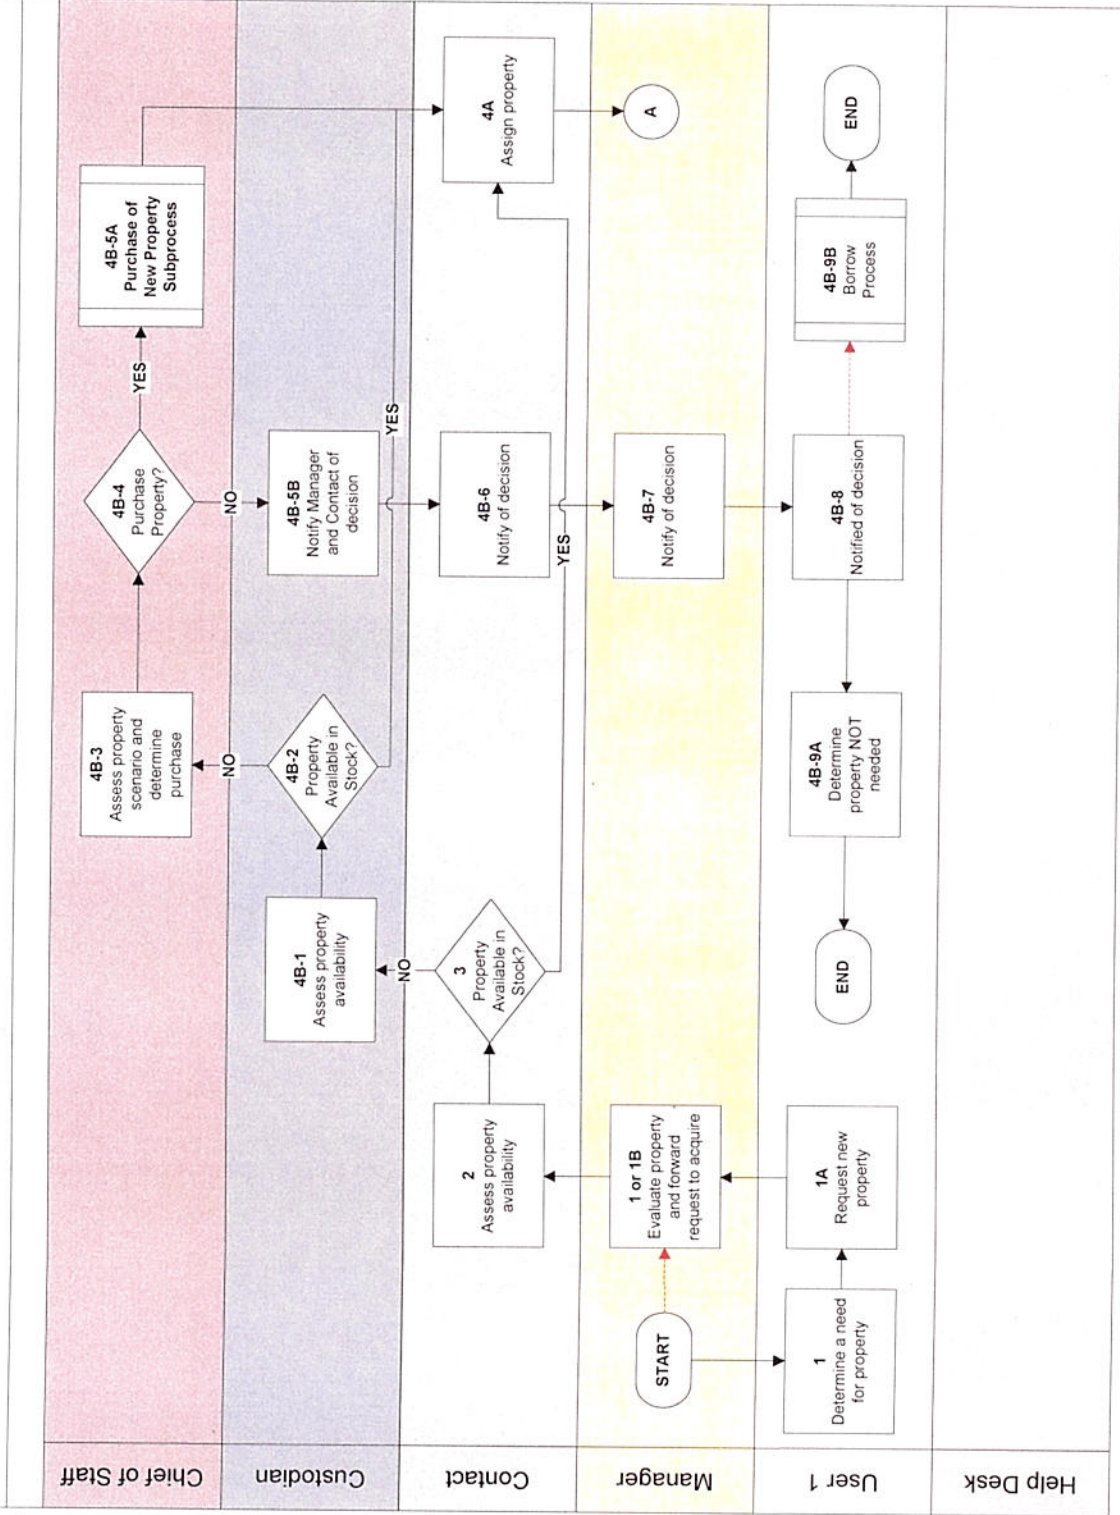 Chief of Staff
4B-3
Assess property
scenario and
determine
purchase
4B-4
Purchase
Property?
YES
4B-5A
Purchase of
New Property
Subprocess
NO
NO
Custodian
4B-1
Assess property
availability
4B-2
Property
Available in
Stock?
4B-5B
Notify Manager
and Contact of
decision
YES
NO
Contact
2
Assess property
availability
3
Property
Available in
Stock?
4B-6
Notify of decision
4A
Assign property
YES
Manager
START
1 or 1B
Evaluate property
and forward
request to acquire
4B-7
Notify of decision
A
User 1
1
Determine a need
for property
1A
Request new
property
END
4B-9A
Determine
property NOT
needed
4B-8
Notified of decision
4B-9B
Borrow
Process
END
Help Desk